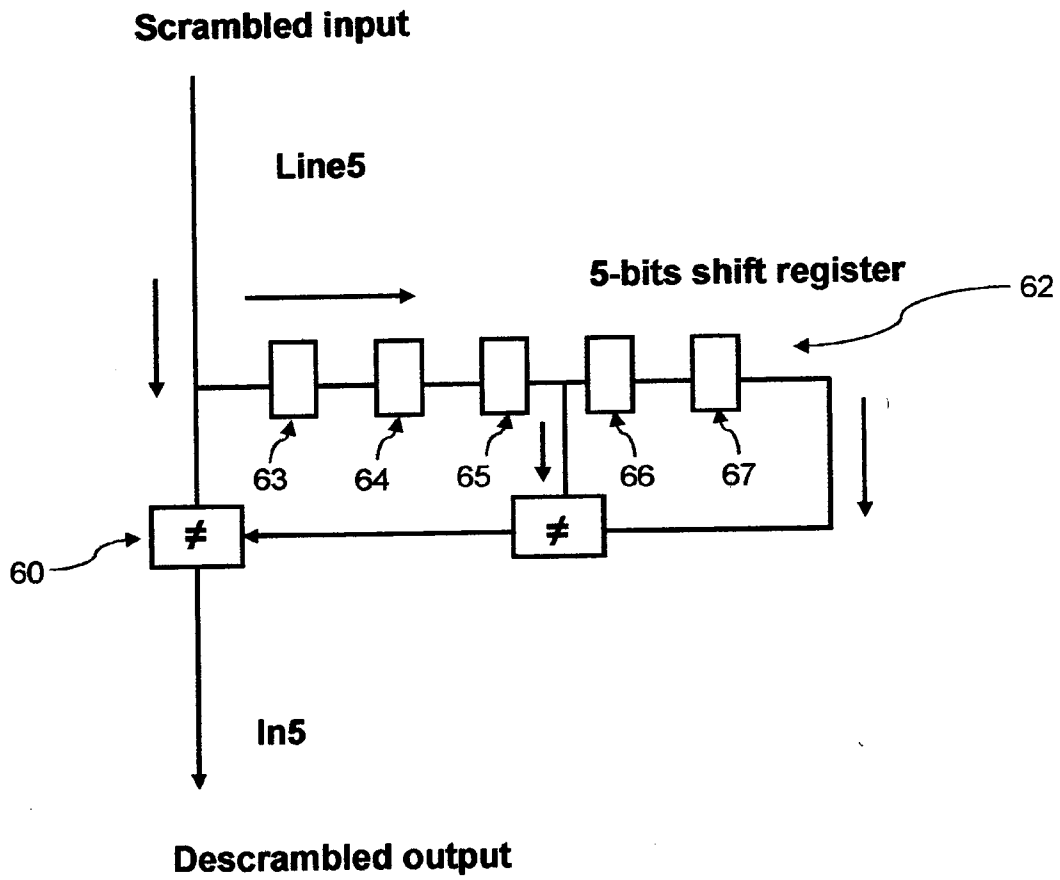 Scrambled input
Line5
5-bits shift register
62
63
64
65
66
67
≠
≠
60
In5
Descrambled output